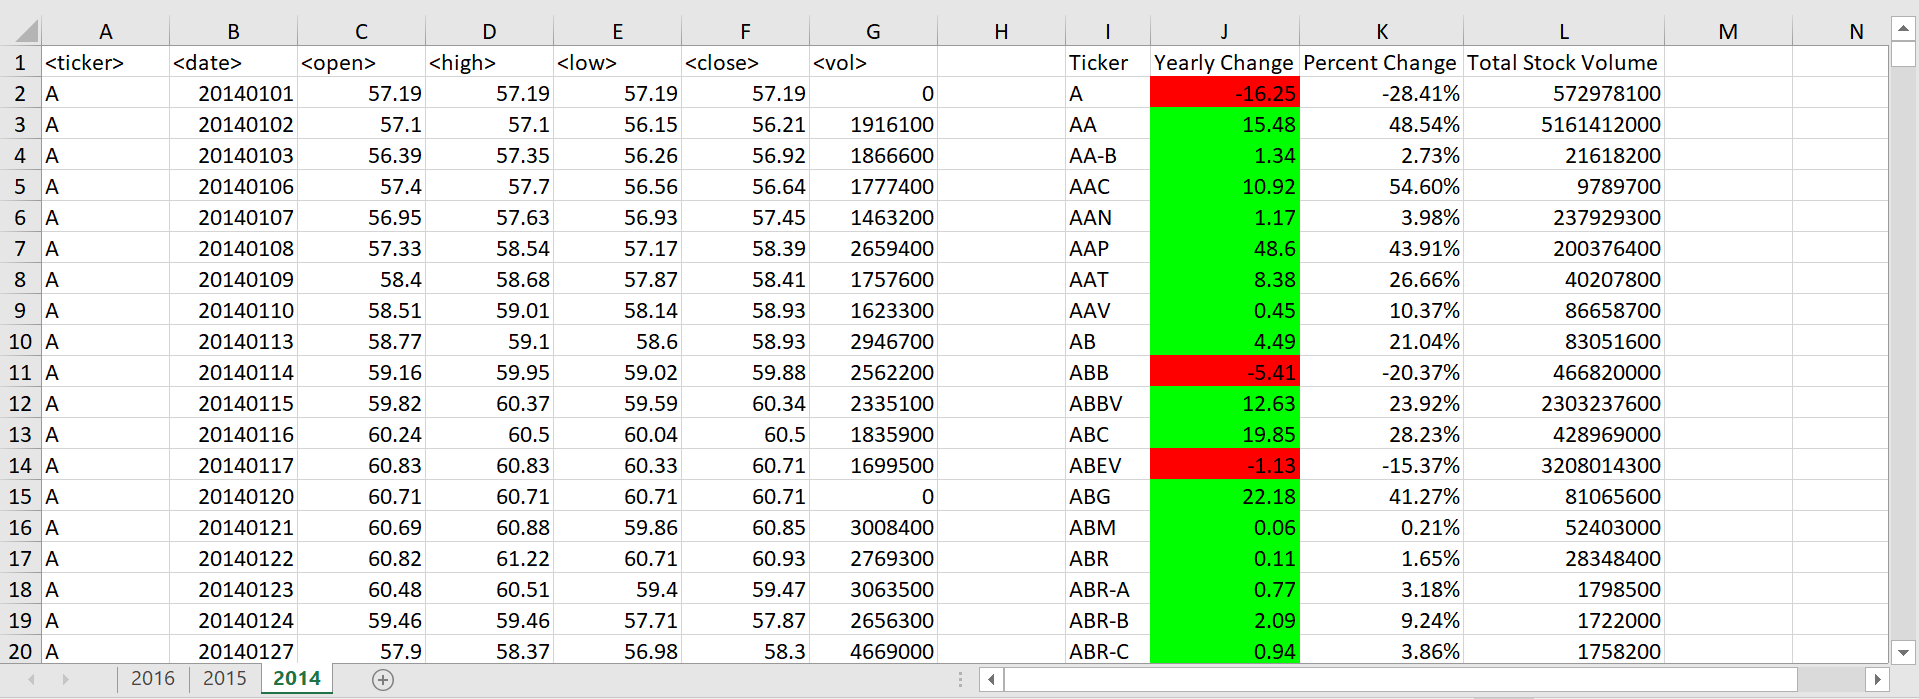 A B C D E F G H I J K L M N
1 <ticker> <date> <open> <high> <low> <close> <vol> Ticker Yearly Change Percent Change Total Stock Volume
2 A 20140101 57.19 57.19 57.19 57.19 0 A -16.25 -28.41% 572978100
3 A 20140102 57.1 57.1 56.15 56.21 1916100 AA 15.48 48.54% 5161412000
4 A 20140103 56.39 57.35 56.26 56.92 1866600 AA-B 1.34 2.73% 21618200
5 A 20140106 57.4 57.7 56.56 56.64 1777400 AAC 10.92 54.60% 9789700
6 A 20140107 56.95 57.63 56.93 57.45 1463200 AAN 1.17 3.98% 237929300
7 A 20140108 57.33 58.54 57.17 58.39 2659400 AAP 48.6 43.91% 200376400
8 A 20140109 58.4 58.68 57.87 58.41 1757600 AAT 8.38 26.66% 40207800
9 A 20140110 58.51 59.01 58.14 58.93 1623300 AAV 0.45 10.37% 86658700
10 A 20140113 58.77 59.1 58.6 58.93 2946700 AB 4.49 21.04% 83051600
11 A 20140114 59.16 59.95 59.02 59.88 2562200 ABB -5.41 -20.37% 466820000
12 A 20140115 59.82 60.37 59.59 60.34 2335100 ABBV 12.63 23.92% 2303237600
13 A 20140116 60.24 60.5 60.04 60.5 1835900 ABC 19.85 28.23% 428969000
14 A 20140117 60.83 60.83 60.33 60.71 1699500 ABEV -1.13 -15.37% 3208014300
15 A 20140120 60.71 60.71 60.71 60.71 0 ABG 22.18 41.27% 81065600
16 A 20140121 60.69 60.88 59.86 60.85 3008400 ABM 0.06 0.21% 52403000
17 A 20140122 60.82 61.22 60.71 60.93 2769300 ABR 0.11 1.65% 28348400
18 A 20140123 60.48 60.51 59.4 59.47 3063500 ABR-A 0.77 3.18% 1798500
19 A 20140124 59.46 59.46 57.71 57.87 2656300 ABR-B 2.09 9.24% 1722000
20 A 20140127 57.9 58.37 56.98 58.3 4669000 ABR-C 0.94 3.86% 1758200
2016 2015 2014